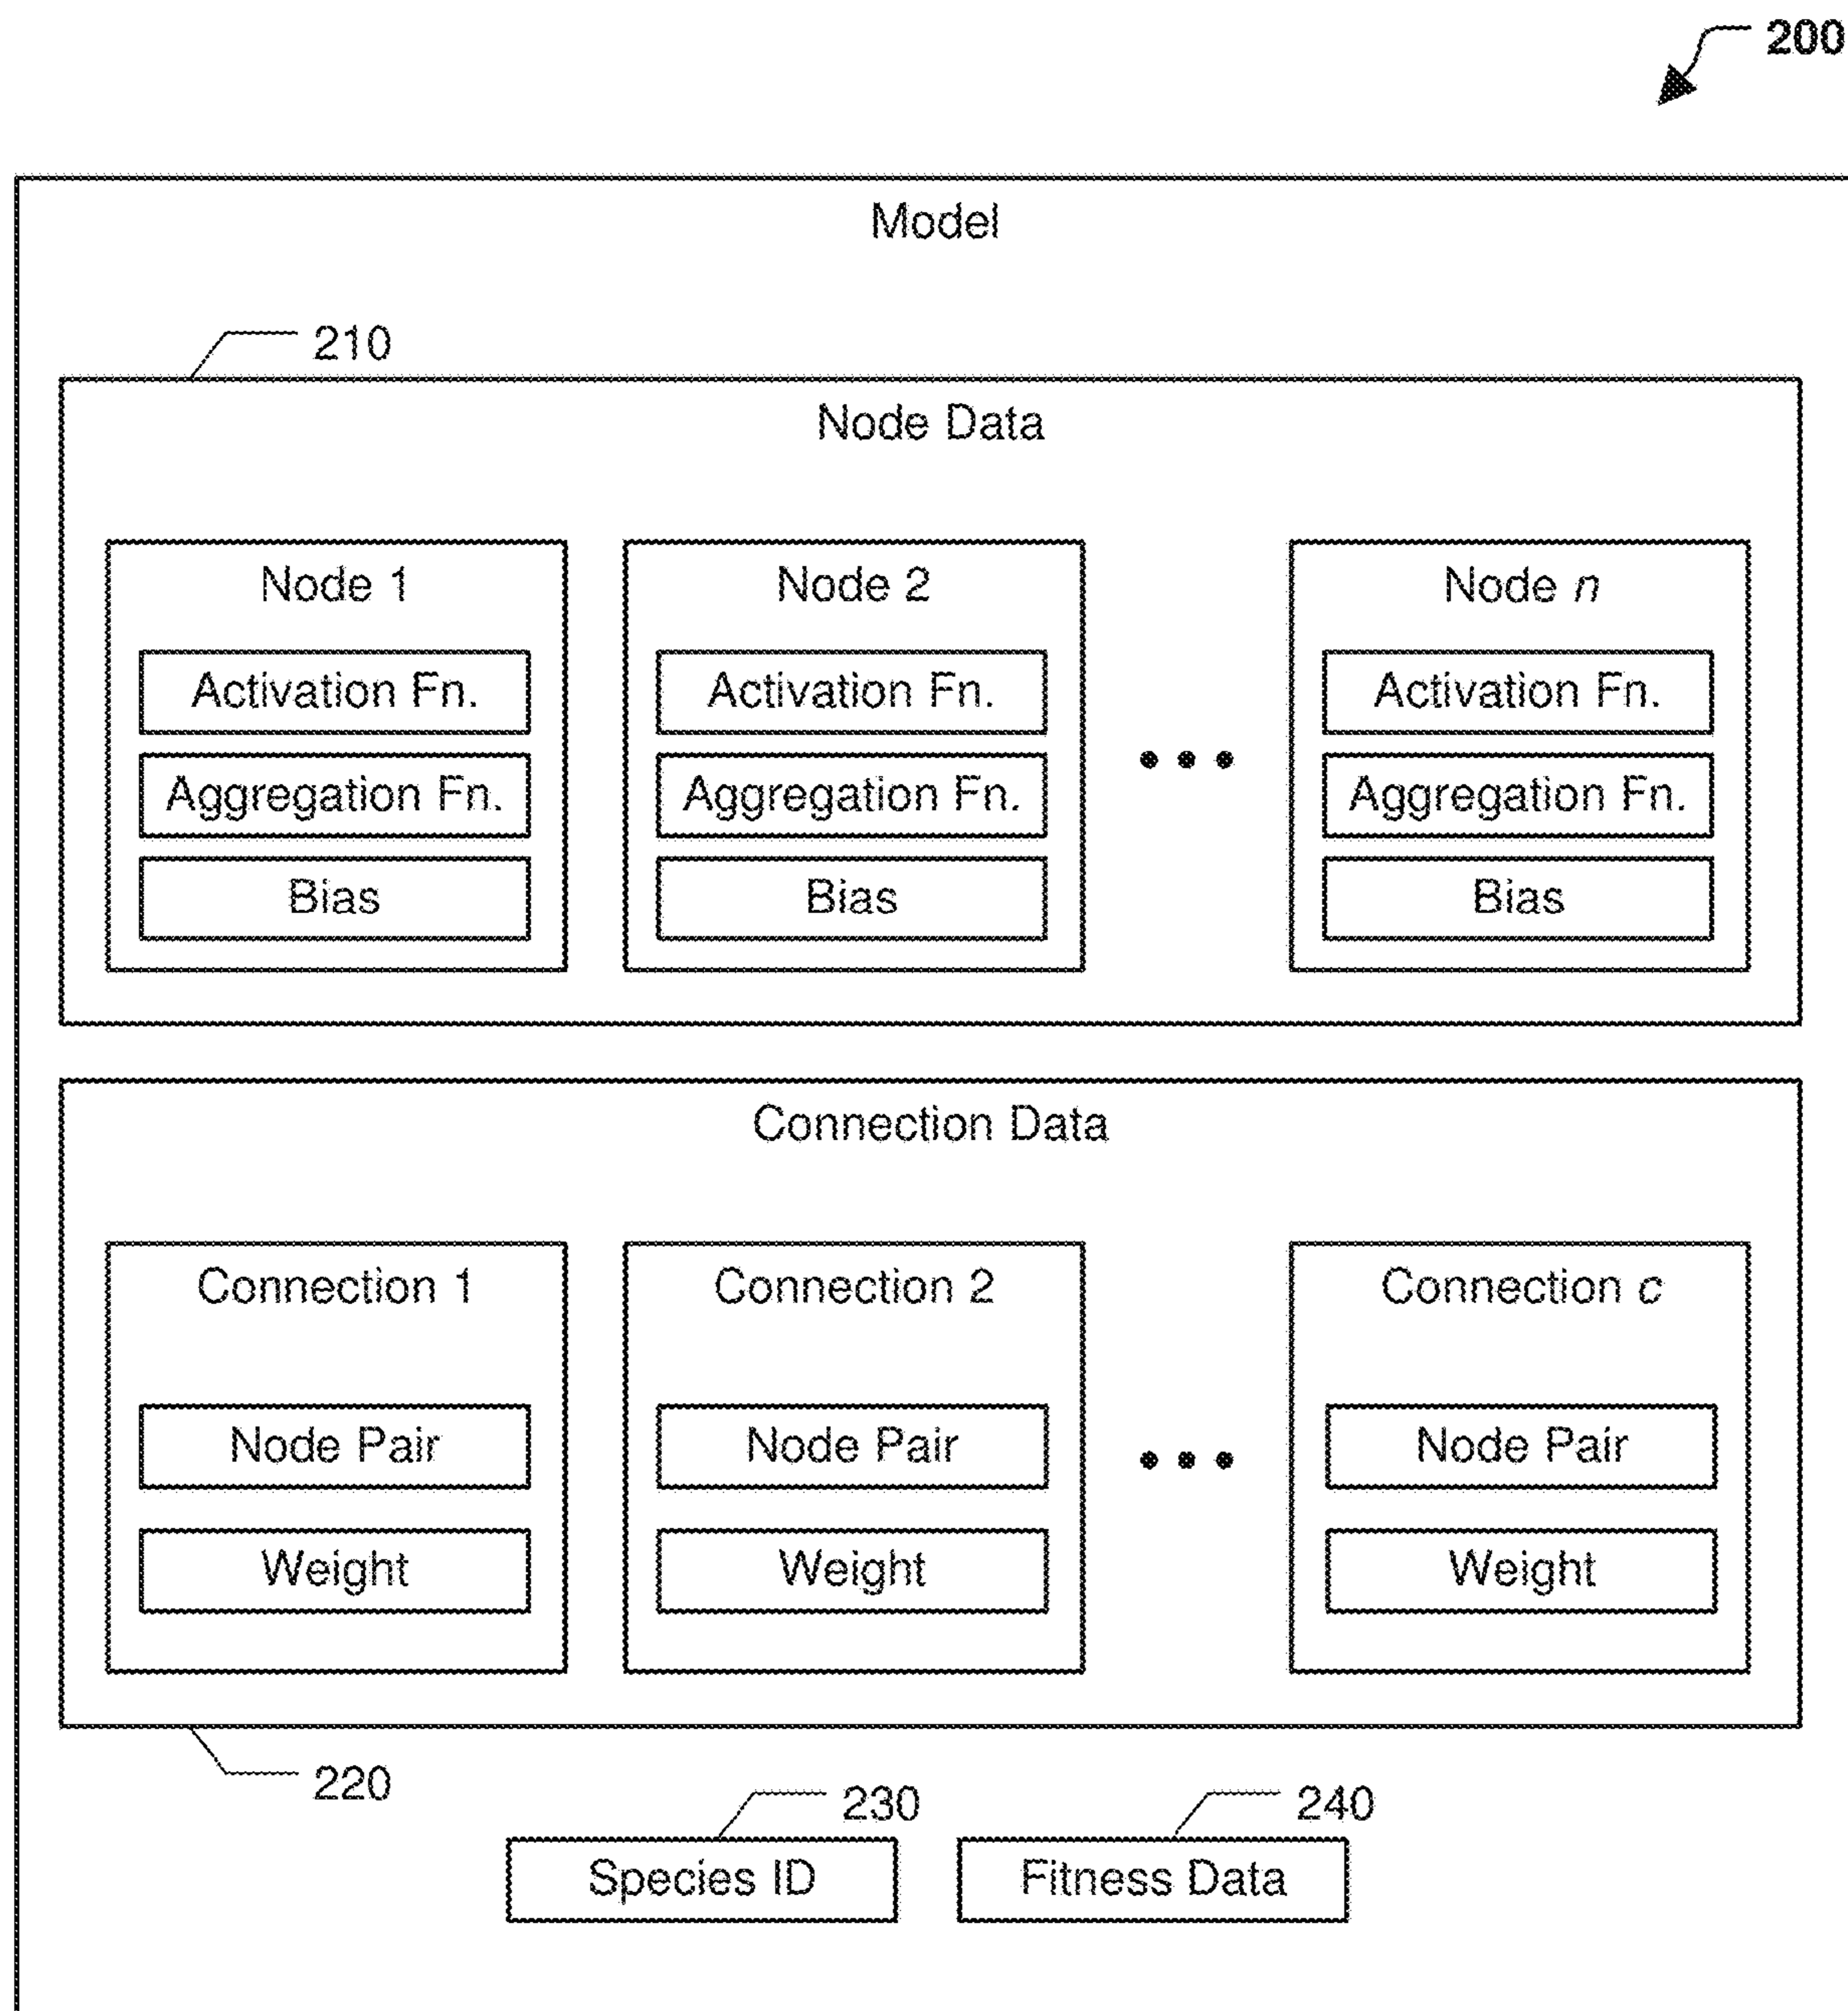 200
Model
210
Node Data
Node 1
Activation Fn.
Aggregation Fn.
Bias
Node 2
Activation Fn.
Aggregation Fn.
Bias
Node n
Activation Fn.
Aggregation Fn.
Bias
Connection Data
Connection 1
Node Pair
Weight
Connection 2
Node Pair
Weight
Connection c
Node Pair
Weight
220
230
Species ID
240
Fitness Data